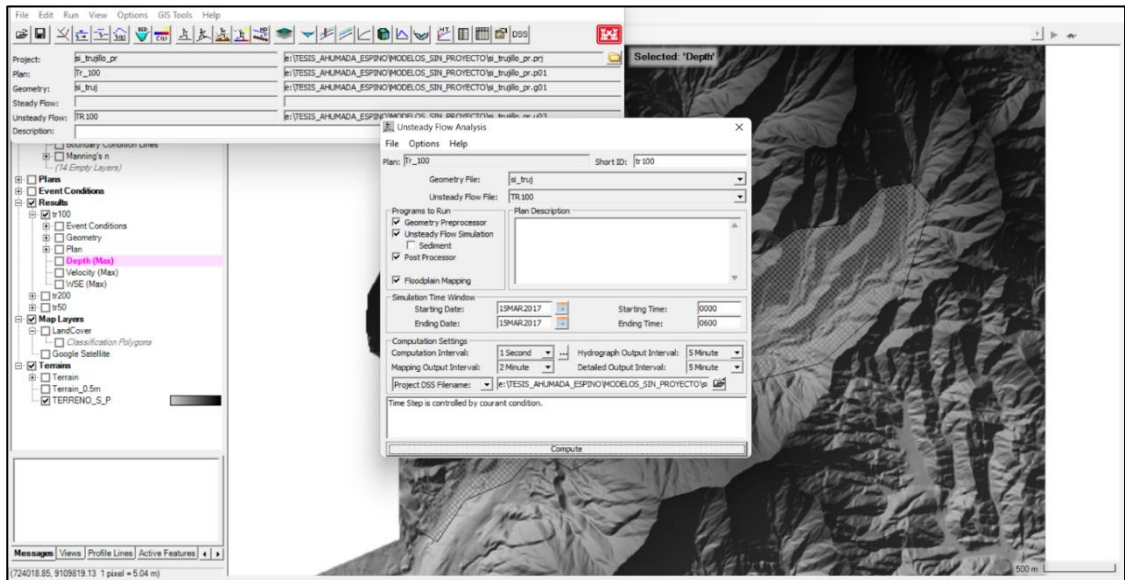 File Edit Run View Options GIS Tools Help
DSS
Project: si_trujillo_pr e:\TESIS_AHUMADA_ESPINO\MODELOS_SIN_PROYECTO\si_trujillo_pr.prj
Plan: Tr_100 e:\TESIS_AHUMADA_ESPINO\MODELOS_SIN_PROYECTO\si_trujillo_pr.p01
Geometry: si_truj e:\TESIS_AHUMADA_ESPINO\MODELOS_SIN_PROYECTO\si_trujillo_pr.g01
Steady Flow:
Unsteady Flow: TR100 e:\TESIS_AHUMADA_ESPINO\MODELOS_SIN_PROYECTO\si_trujillo_pr.u03
Description:
Selected: 'Depth'
Boundary Condition Lines
Manning's n
(14 Empty Layers)
Plans
Event Conditions
Results
tr100
Event Conditions
Geometry
Plan
Depth (Max)
Velocity (Max)
WSE (Max)
tr200
tr50
Map Layers
LandCover
Classification Polygons
Google Satellite
Terrains
Terrain
Terrain_0.5m
TERRENO_S_P
Unsteady Flow Analysis
File Options Help
Plan: Tr_100 Short ID: tr100
Geometry File: si_truj
Unsteady Flow File: TR100
Programs to Run
Geometry Preprocessor
Unsteady Flow Simulation
Sediment
Post Processor
Floodplain Mapping
Plan Description
Simulation Time Window
Starting Date: 15MAR2017 Starting Time: 0000
Ending Date: 15MAR2017 Ending Time: 0600
Computation Settings
Computation Interval: 1 Second ... Hydrograph Output Interval: 5 Minute
Mapping Output Interval: 2 Minute Detailed Output Interval: 5 Minute
Project DSS Filename: e:\TESIS_AHUMADA_ESPINO\MODELOS_SIN_PROYECTO\si
Time Step is controlled by courant condition.
Compute
Messages Views Profile Lines Active Features
(724018.85, 9109819.13 1 pixel = 5.04 m)
500 m